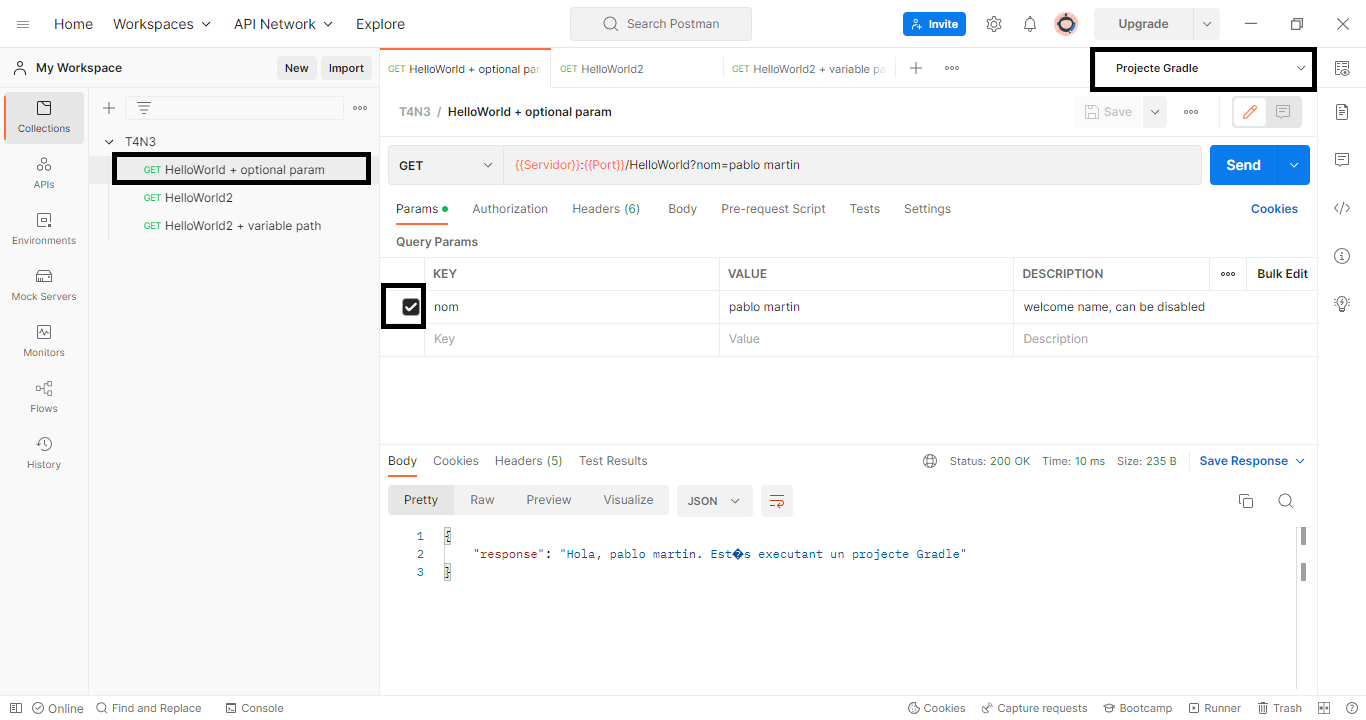 Home Workspaces API Network Explore Search Postman Invite Upgrade
My Workspace New Import GET HelloWorld + optional par GET HelloWorld2 GET HelloWorld2 + variable pa Projecte Gradle
Collections
APIs
Environments
Mock Servers
Monitors
Flows
History
T4N3
GET HelloWorld + optional param
GET HelloWorld2
GET HelloWorld2 + variable path
T4N3 / HelloWorld + optional param Save
GET {{Servidor}}:{{Port}}/HelloWorld?nom=pablo martin Send
Params Authorization Headers (6) Body Pre-request Script Tests Settings Cookies
Query Params
KEY VALUE DESCRIPTION Bulk Edit
nom pablo martin welcome name, can be disabled
Key Value Description
Body Cookies Headers (5) Test Results Status: 200 OK Time: 10 ms Size: 235 B Save Response
Pretty Raw Preview Visualize JSON
1 {
2 "response": "Hola, pablo martin. Est�s executant un projecte Gradle"
3 }
Online Find and Replace Console Cookies Capture requests Bootcamp Runner Trash